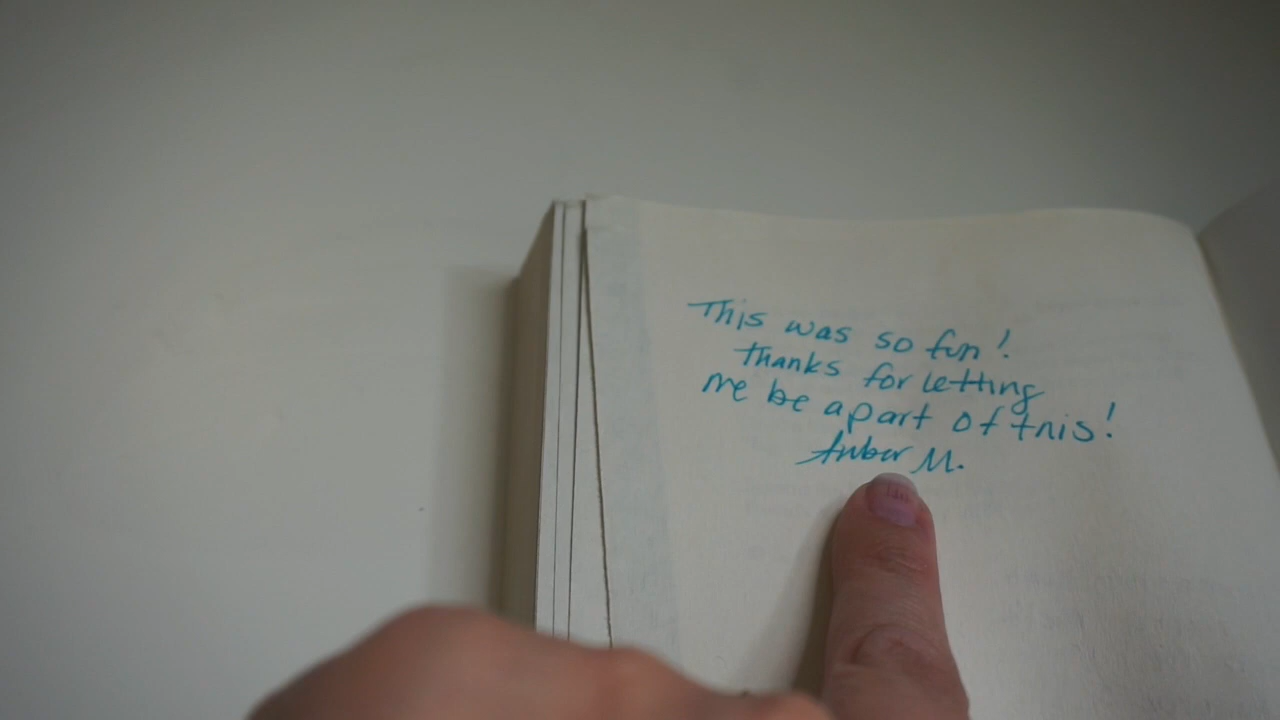 This was so fun!
thanks for letting
me be apart of this!
Amber M.